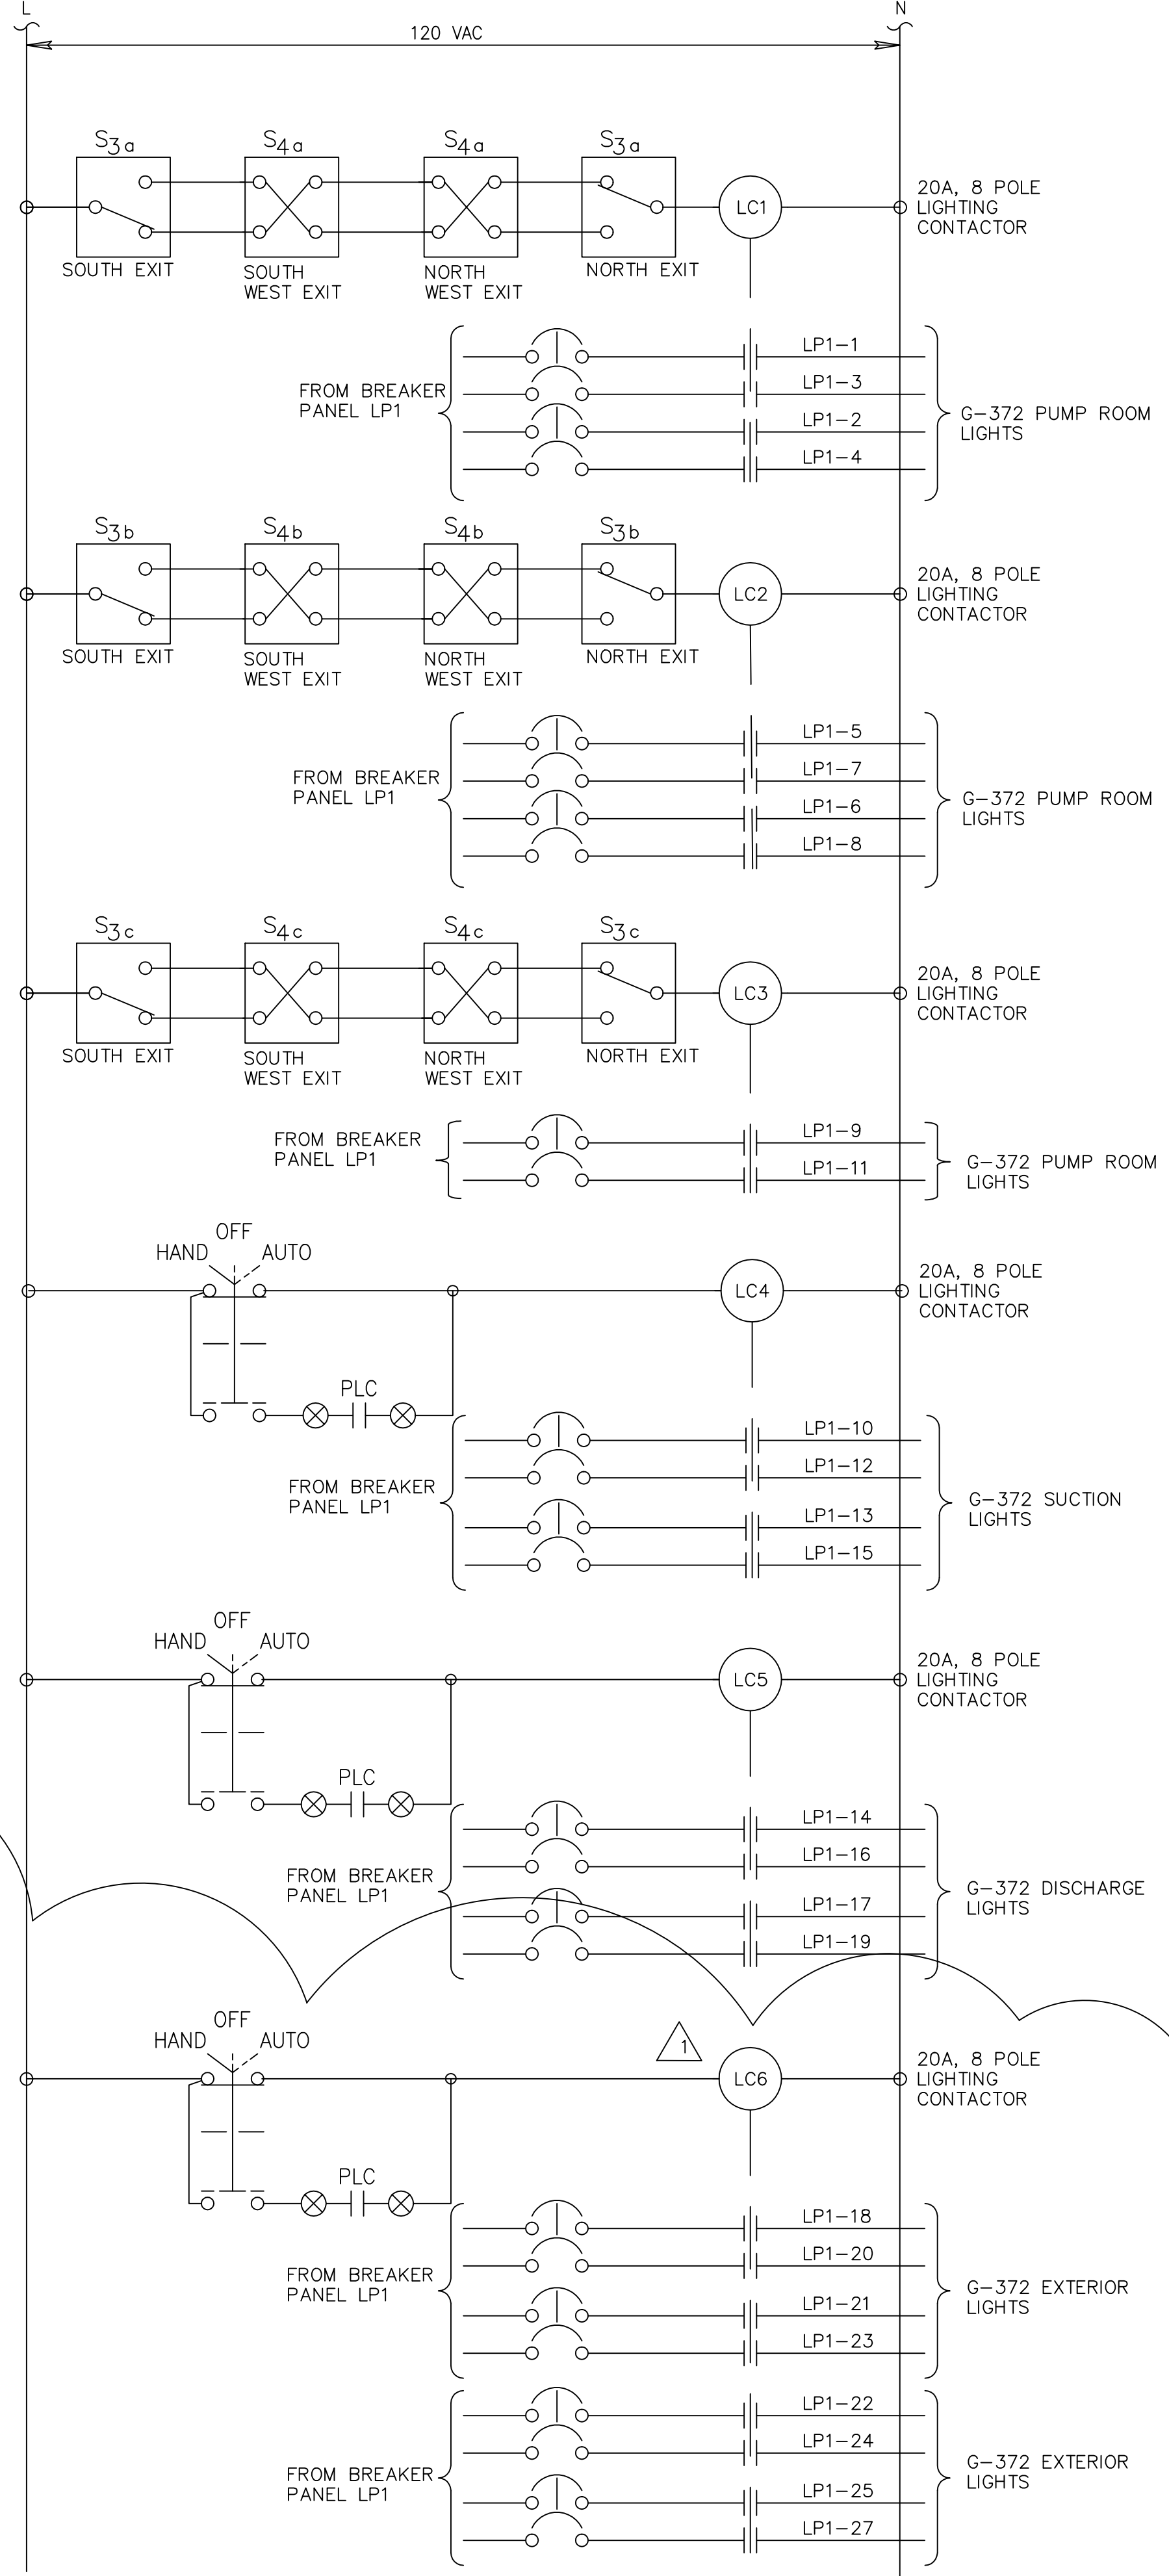 L
N
120 VAC
S3a
S4a
S4a
S3a
LC1
20A, 8 POLE
LIGHTING
CONTACTOR
SOUTH EXIT
SOUTH
WEST EXIT
NORTH
WEST EXIT
NORTH EXIT
FROM BREAKER
PANEL LP1
LP1-1
LP1-3
LP1-2
LP1-4
G-372 PUMP ROOM
LIGHTS
S3b
S4b
S4b
S3b
LC2
20A, 8 POLE
LIGHTING
CONTACTOR
SOUTH EXIT
SOUTH
WEST EXIT
NORTH
WEST EXIT
NORTH EXIT
FROM BREAKER
PANEL LP1
LP1-5
LP1-7
LP1-6
LP1-8
G-372 PUMP ROOM
LIGHTS
S3c
S4c
S4c
S3c
LC3
20A, 8 POLE
LIGHTING
CONTACTOR
SOUTH EXIT
SOUTH
WEST EXIT
NORTH
WEST EXIT
NORTH EXIT
FROM BREAKER
PANEL LP1
LP1-9
LP1-11
G-372 PUMP ROOM
LIGHTS
OFF
HAND
AUTO
LC4
20A, 8 POLE
LIGHTING
CONTACTOR
PLC
FROM BREAKER
PANEL LP1
LP1-10
LP1-12
LP1-13
LP1-15
G-372 SUCTION
LIGHTS
OFF
HAND
AUTO
LC5
20A, 8 POLE
LIGHTING
CONTACTOR
PLC
FROM BREAKER
PANEL LP1
LP1-14
LP1-16
LP1-17
LP1-19
G-372 DISCHARGE
LIGHTS
OFF
HAND
AUTO
1
LC6
20A, 8 POLE
LIGHTING
CONTACTOR
PLC
FROM BREAKER
PANEL LP1
LP1-18
LP1-20
LP1-21
LP1-23
G-372 EXTERIOR
LIGHTS
FROM BREAKER
PANEL LP1
LP1-22
LP1-24
LP1-25
LP1-27
G-372 EXTERIOR
LIGHTS